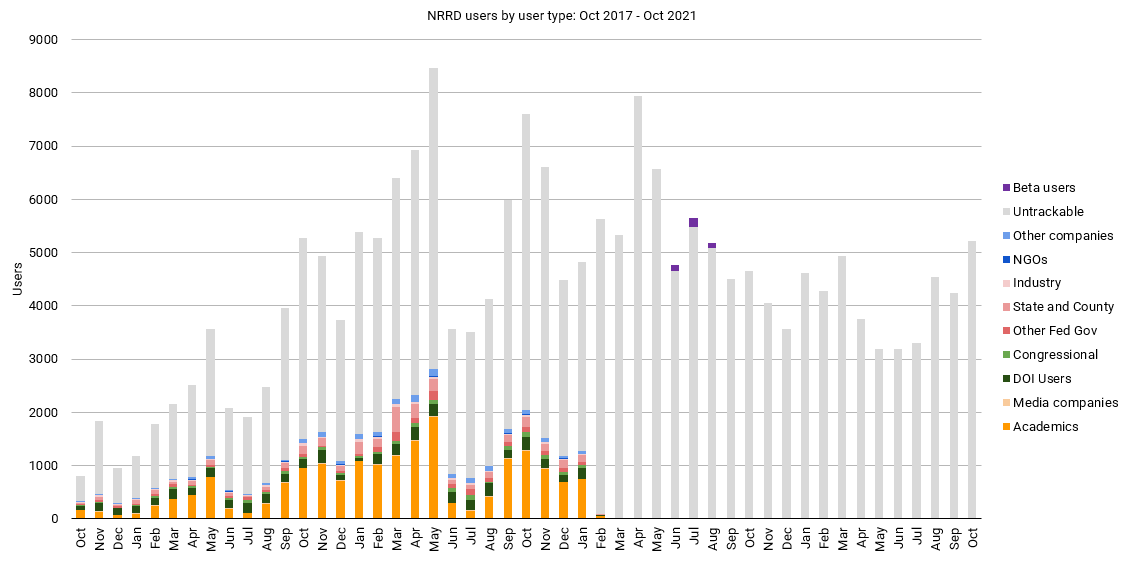 NRRD users by user type: Oct 2017 - Oct 2021
9000
8000
7000
6000
5000
4000
3000
2000
1000
0
Users
Oct Nov Dec Jan Feb Mar Apr May Jun Jul Aug Sep Oct Nov Dec Jan Feb Mar Apr May Jun Jul Aug Sep Oct Nov Dec Jan Feb Mar Apr May Jun Jul Aug Sep Oct Nov Dec Jan Feb Mar Apr May Jun Jul Aug Sep Oct
Beta users
Untrackable
Other companies
NGOs
Industry
State and County
Other Fed Gov
Congressional
DOI Users
Media companies
Academics